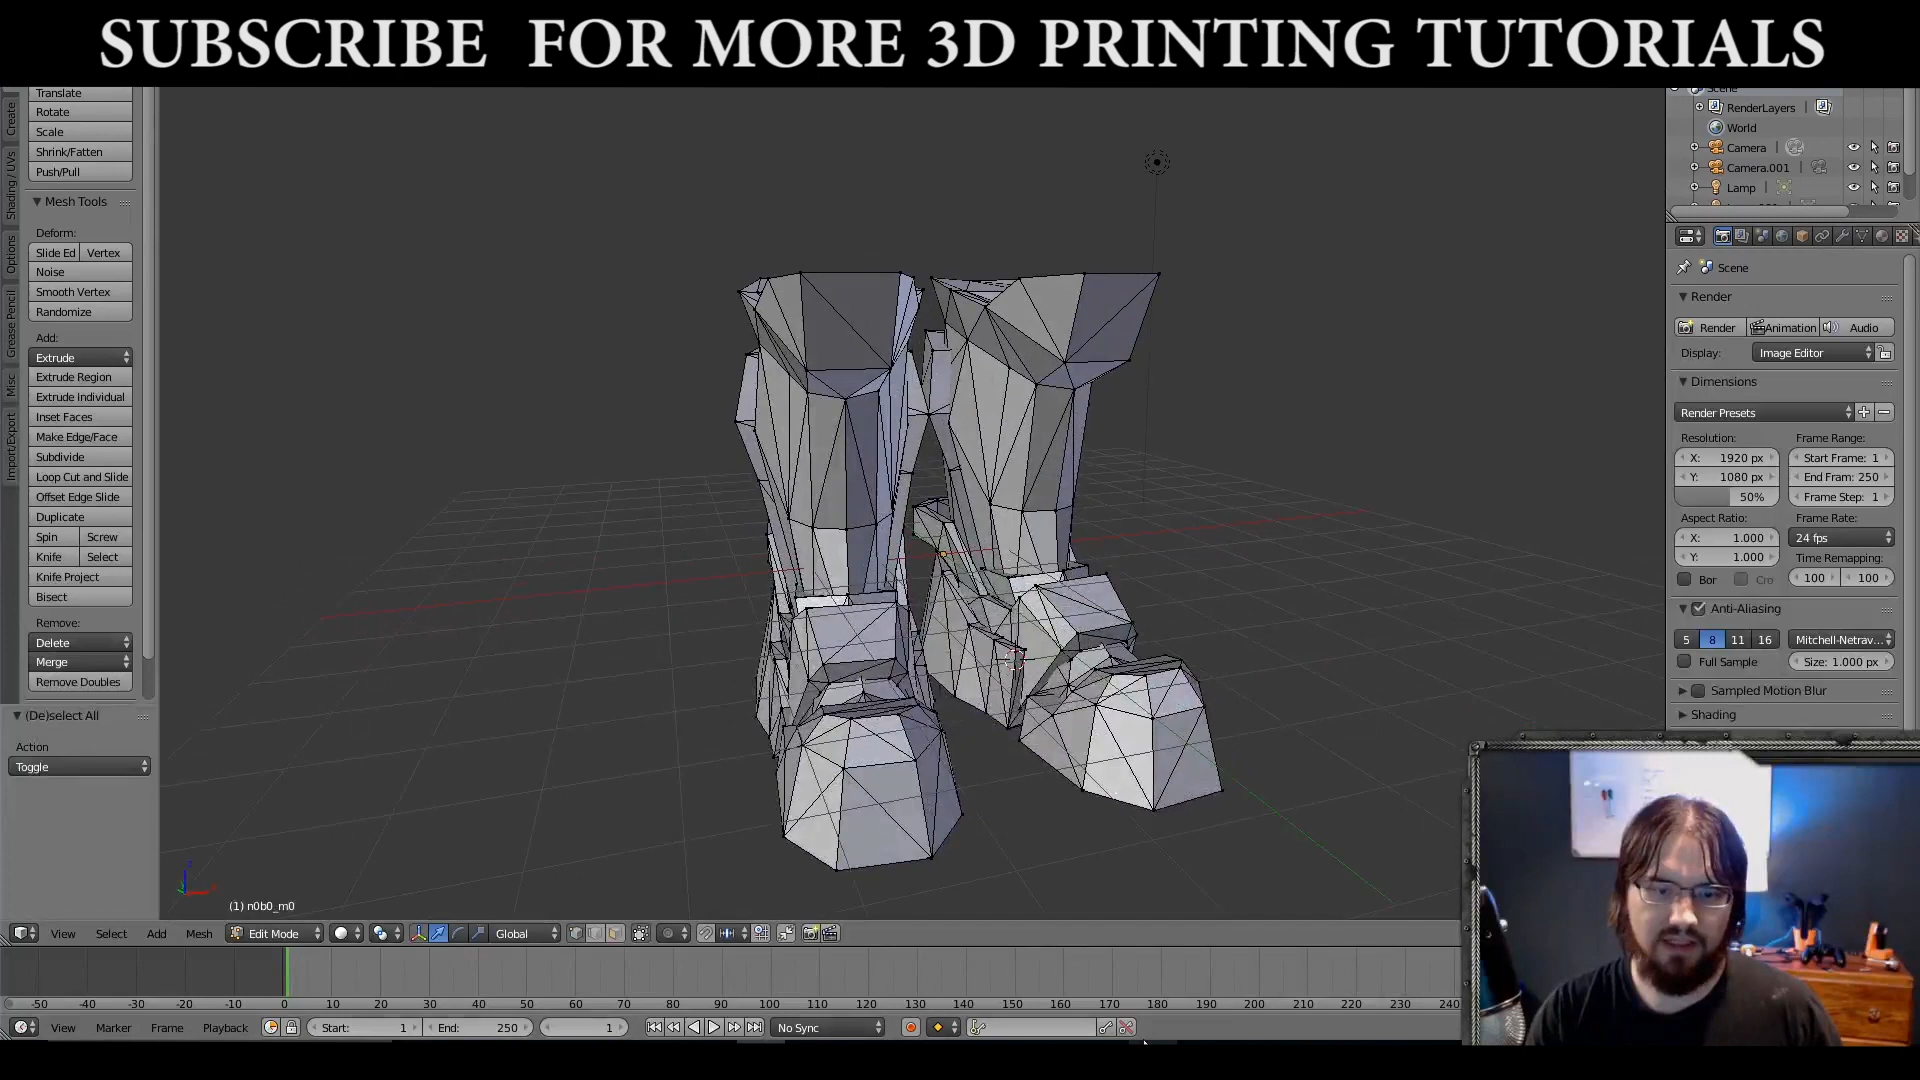 SUBSCRIBE FOR MORE 3D PRINTING TUTORIALS
Translate
Rotate
Scale
Shrink/Fatten
Push/Pull
Mesh Tools
Deform:
Slide Ed Vertex
Noise
Smooth Vertex
Randomize
Add:
Extrude
Extrude Region
Extrude Individual
Inset Faces
Make Edge/Face
Subdivide
Loop Cut and Slide
Offset Edge Slide
Duplicate
Spin Screw
Knife Select
Knife Project
Bisect
Remove:
Delete
Merge
Remove Doubles
(De)select All
Action
Toggle
Create
Shading / UVs
Options
Grease Pencil
Misc
Import/Export
(1) n0b0_m0
View Select Add Mesh Edit Mode Global
-50 -40 -30 -20 -10 0 10 20 30 40 50 60 70 80 90 100 110 120 130 140 150 160 170 180 190 200 210 220 230 240
View Marker Frame Playback Start: 1 End: 250 1 No Sync
Scene
RenderLayers
World
Camera
Camera.001
Lamp
Scene
Render
Render Animation Audio
Display: Image Editor
Dimensions
Render Presets
Resolution: Frame Range:
X: 1920 px Start Frame: 1
Y: 1080 px End Fram: 250
50% Frame Step: 1
Aspect Ratio: Frame Rate:
X: 1.000 24 fps
Y: 1.000 Time Remapping:
Bor Cro 100 100
Anti-Aliasing
5 8 11 16 Mitchell-Netrav...
Full Sample Size: 1.000 px
Sampled Motion Blur
Shading